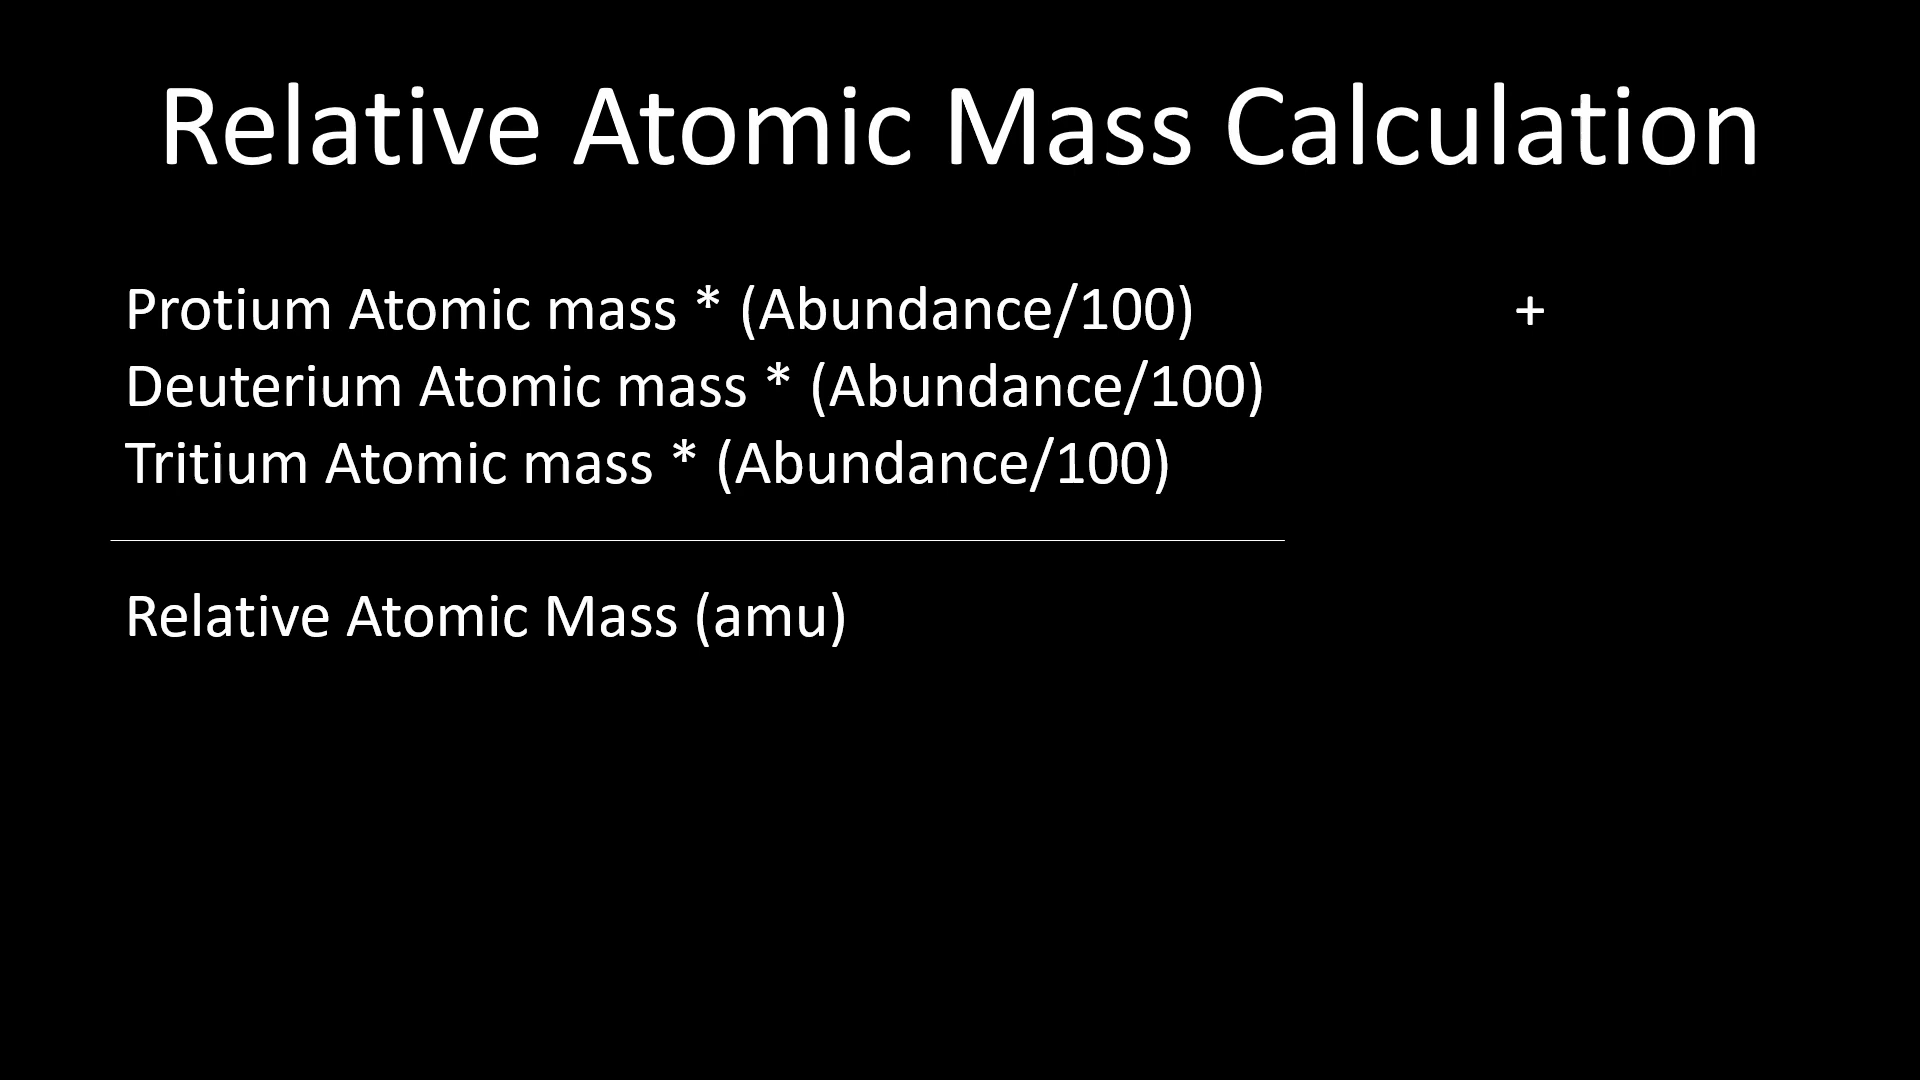 Relative Atomic Mass Calculation
Protium Atomic mass * (Abundance/100) +
Deuterium Atomic mass * (Abundance/100)
Tritium Atomic mass * (Abundance/100)
Relative Atomic Mass (amu)